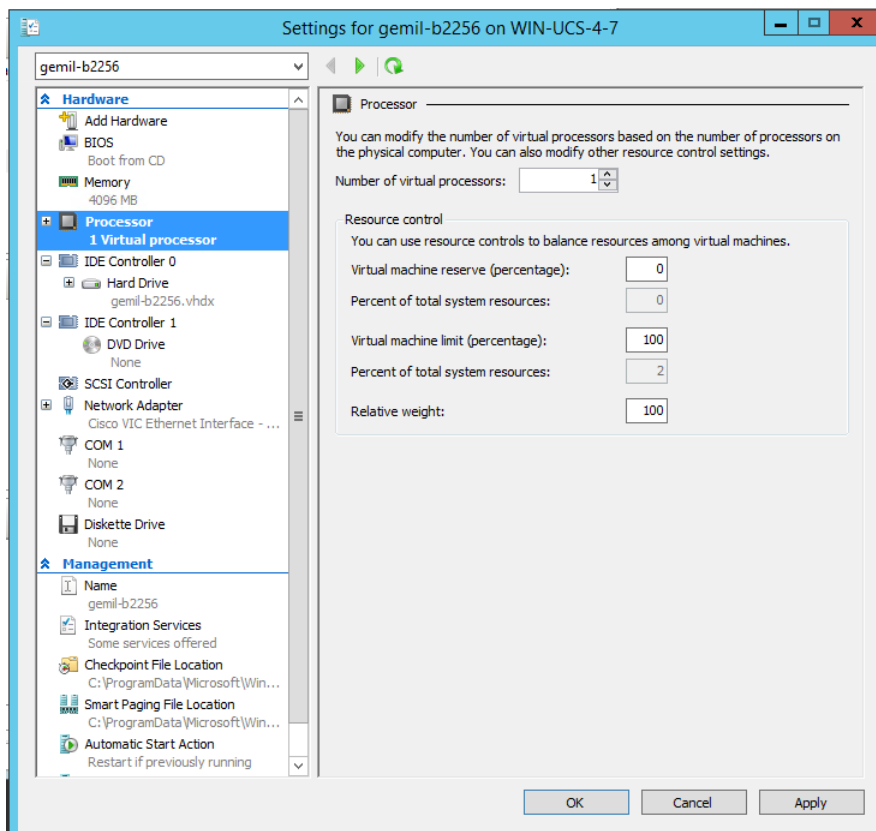 Settings for gemil-b2256 on WIN-UCS-4-7
gemil-b2256
Hardware
Add Hardware
BIOS
Boot from CD
Memory
4096 MB
Processor
1 Virtual processor
IDE Controller 0
Hard Drive
gemil-b2256.vhdx
IDE Controller 1
DVD Drive
None
SCSI Controller
Network Adapter
Cisco VIC Ethernet Interface - ...
COM 1
None
COM 2
None
Diskette Drive
None
Management
Name
gemil-b2256
Integration Services
Some services offered
Checkpoint File Location
C:\ProgramData\Microsoft\Win...
Smart Paging File Location
C:\ProgramData\Microsoft\Win...
Automatic Start Action
Restart if previously running
Processor
You can modify the number of virtual processors based on the number of processors on
the physical computer. You can also modify other resource control settings.
Number of virtual processors: 1
Resource control
You can use resource controls to balance resources among virtual machines.
Virtual machine reserve (percentage): 0
Percent of total system resources: 0
Virtual machine limit (percentage): 100
Percent of total system resources: 2
Relative weight: 100
OK Cancel Apply